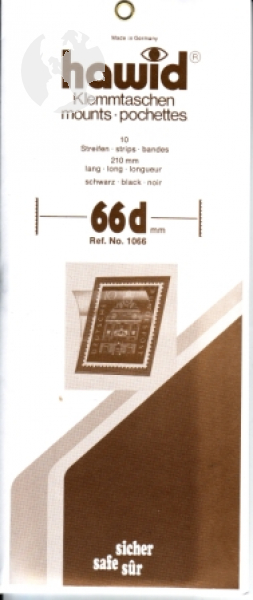 Made in Germany
hawid®
Klemmtaschen
mounts · pochettes
10
Streifen · strips · bandes
210 mm
lang · long · longueur
schwarz · black · noir
66d mm
Ref. No. 1066
sicher
safe sûr